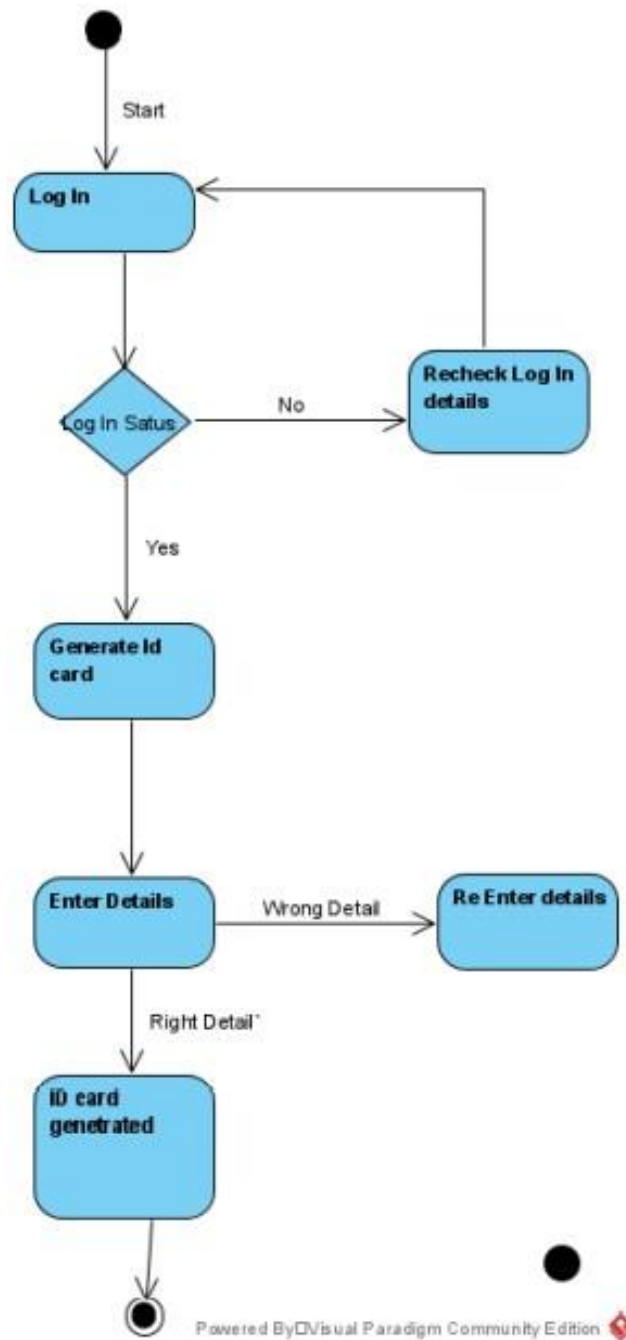 Start
Log In
Recheck Log In
details
Log In Satus
No
Yes
Generate Id
card
Enter Details
Wrong Detail
Re Enter details
Right Detail`
ID card
genetrated
Powered By□Visual Paradigm Community Edition